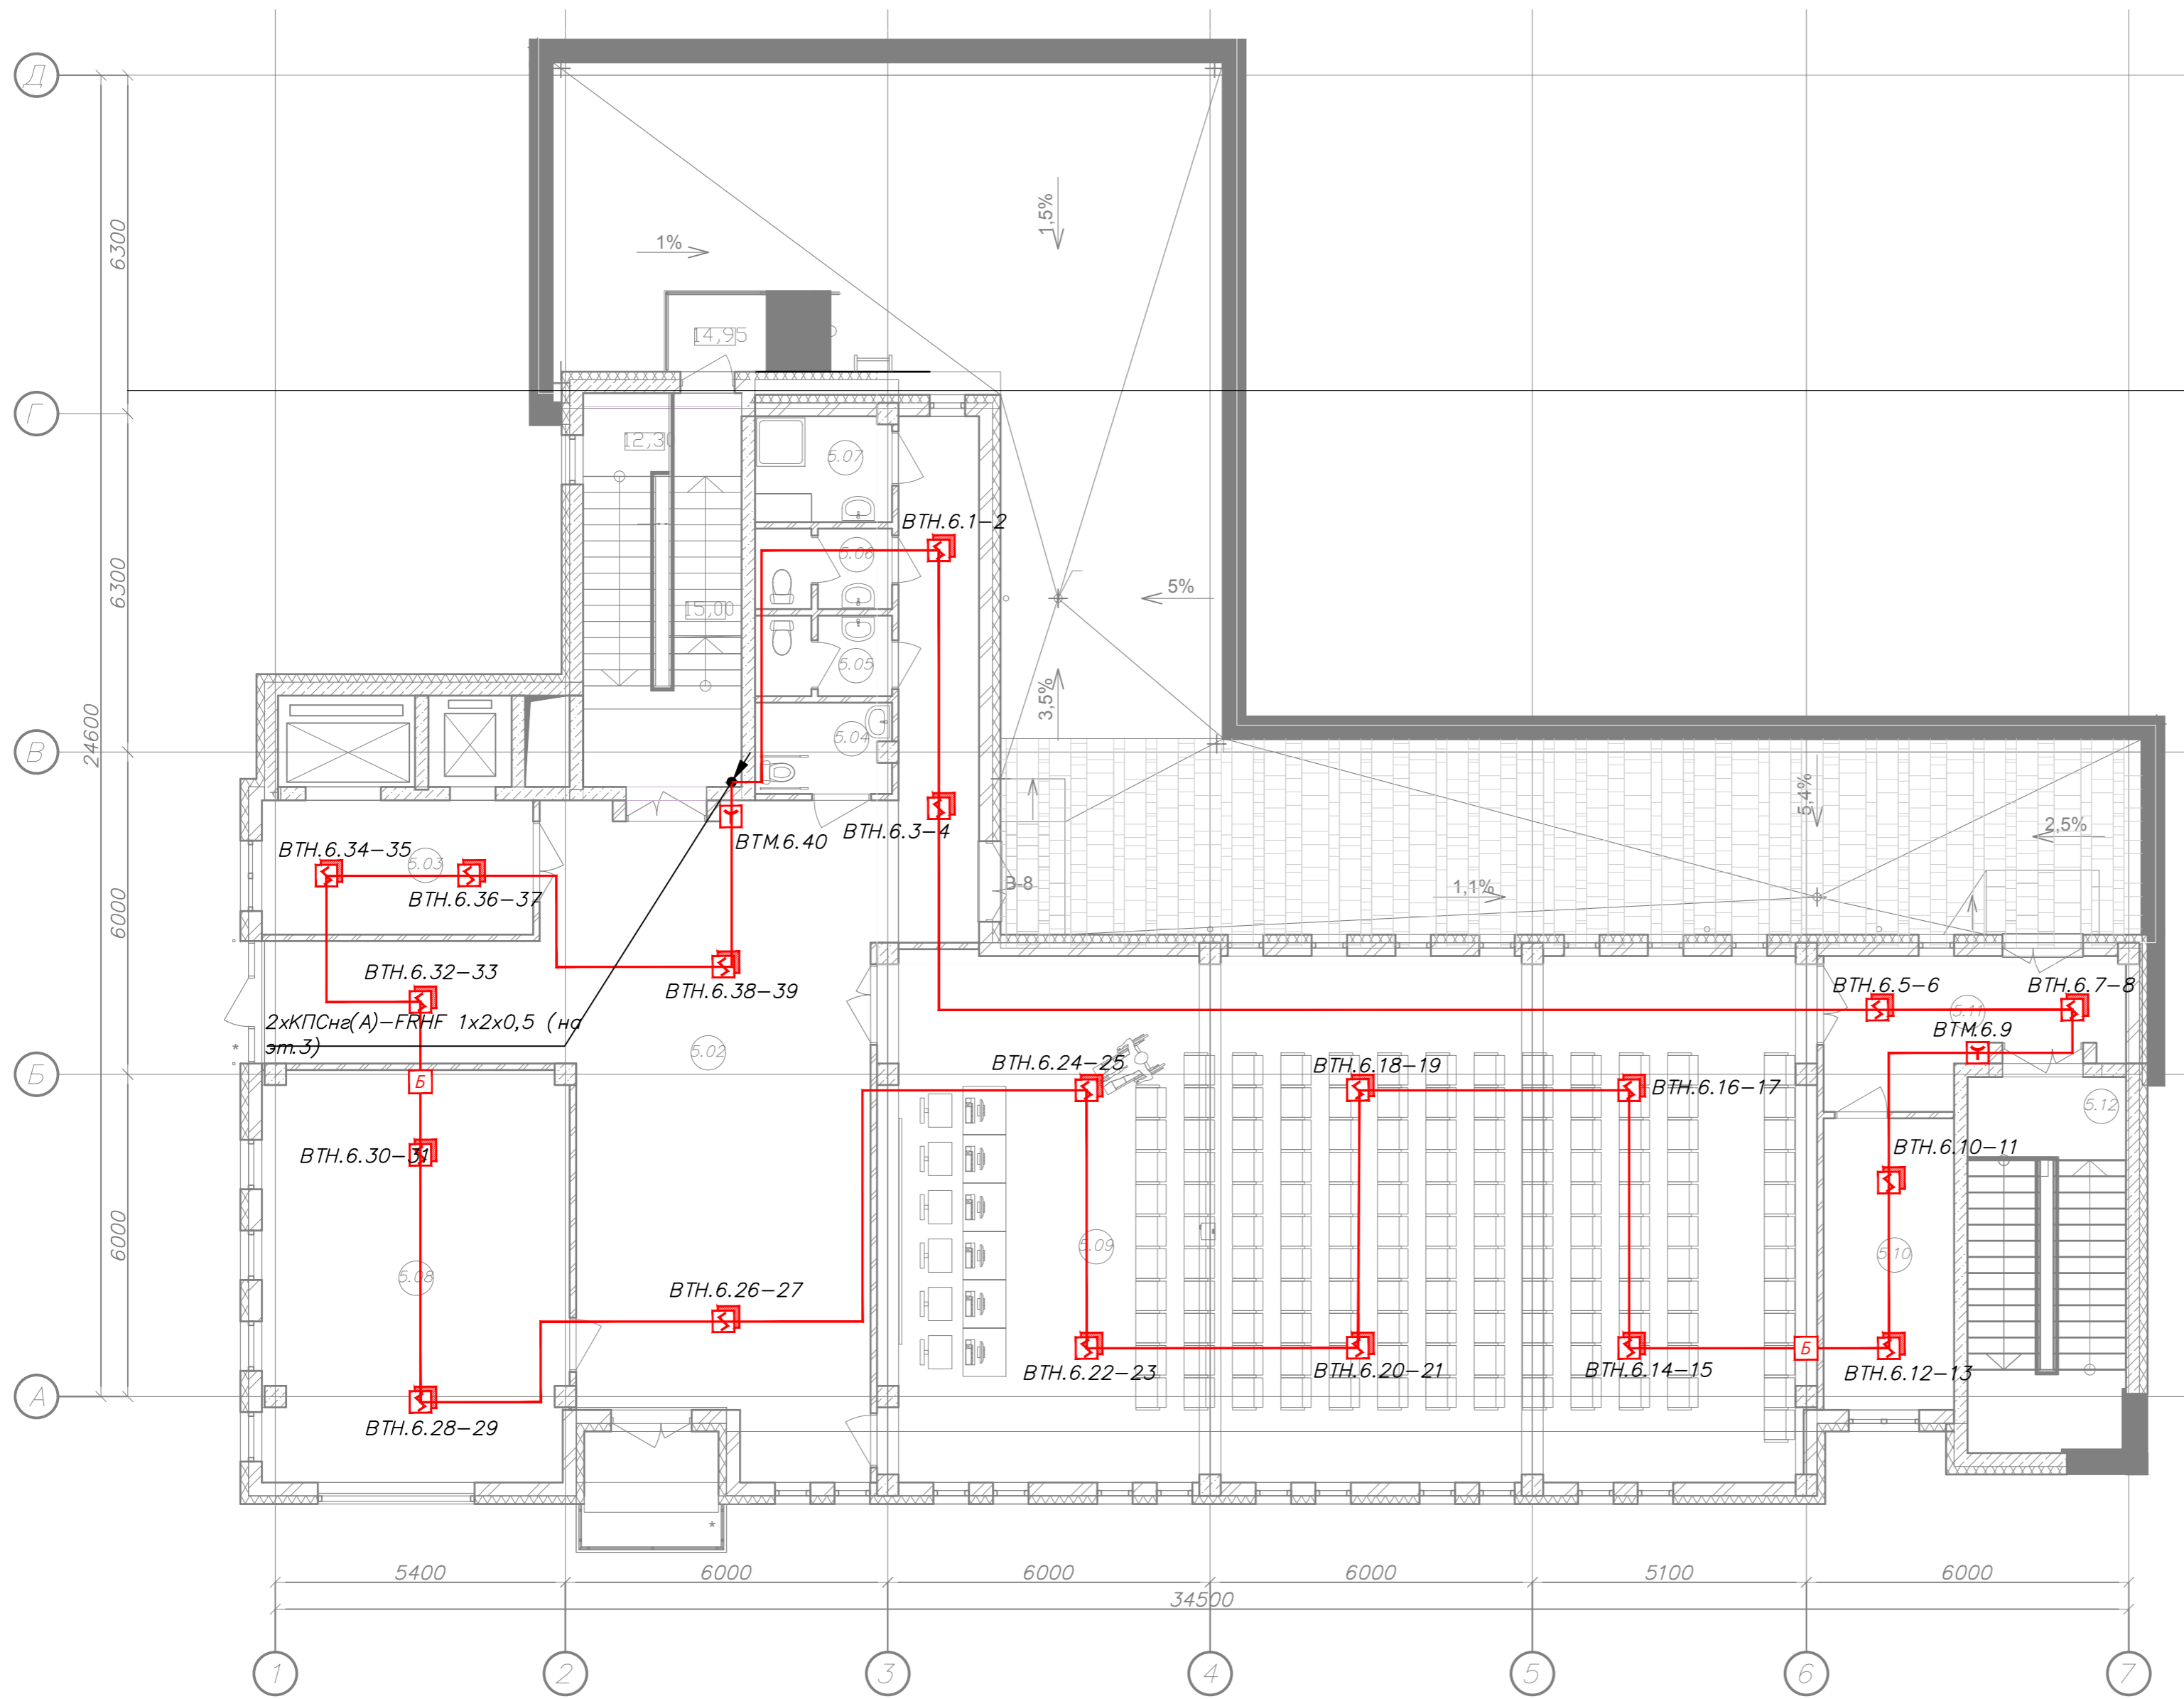 Д
1,5%
6300
1%
14,95
Г
12,30
5.07
ВТН.6.1-2
5.06
6300
5%
15,00
5.05
3,5%
24600
В
5.04
5,4%
ВТН.6.3-4
2,5%
ВТМ.6.40
ВТН.6.34-35
5.03
В-8
1,1%
ВТН.6.36-37
6000
ВТН.6.32-33
ВТН.6.38-39
ВТН.6.5-6
ВТН.6.7-8
5.11
2хКПСнг(А)-FRHF 1х2х0,5 (на
эт.3)
ВТМ.6.9
*
5.02
ВТН.6.24-25
ВТН.6.18-19
ВТН.6.16-17
Б
Б
5.12
ВТН.6.30-31
ВТН.6.10-11
6000
5.09
5.10
5.08
ВТН.6.26-27
Б
ВТН.6.22-23
ВТН.6.20-21
ВТН.6.14-15
ВТН.6.12-13
А
ВТН.6.28-29
*
5400
6000
6000
6000
5100
6000
34500
1
2
3
4
5
6
7